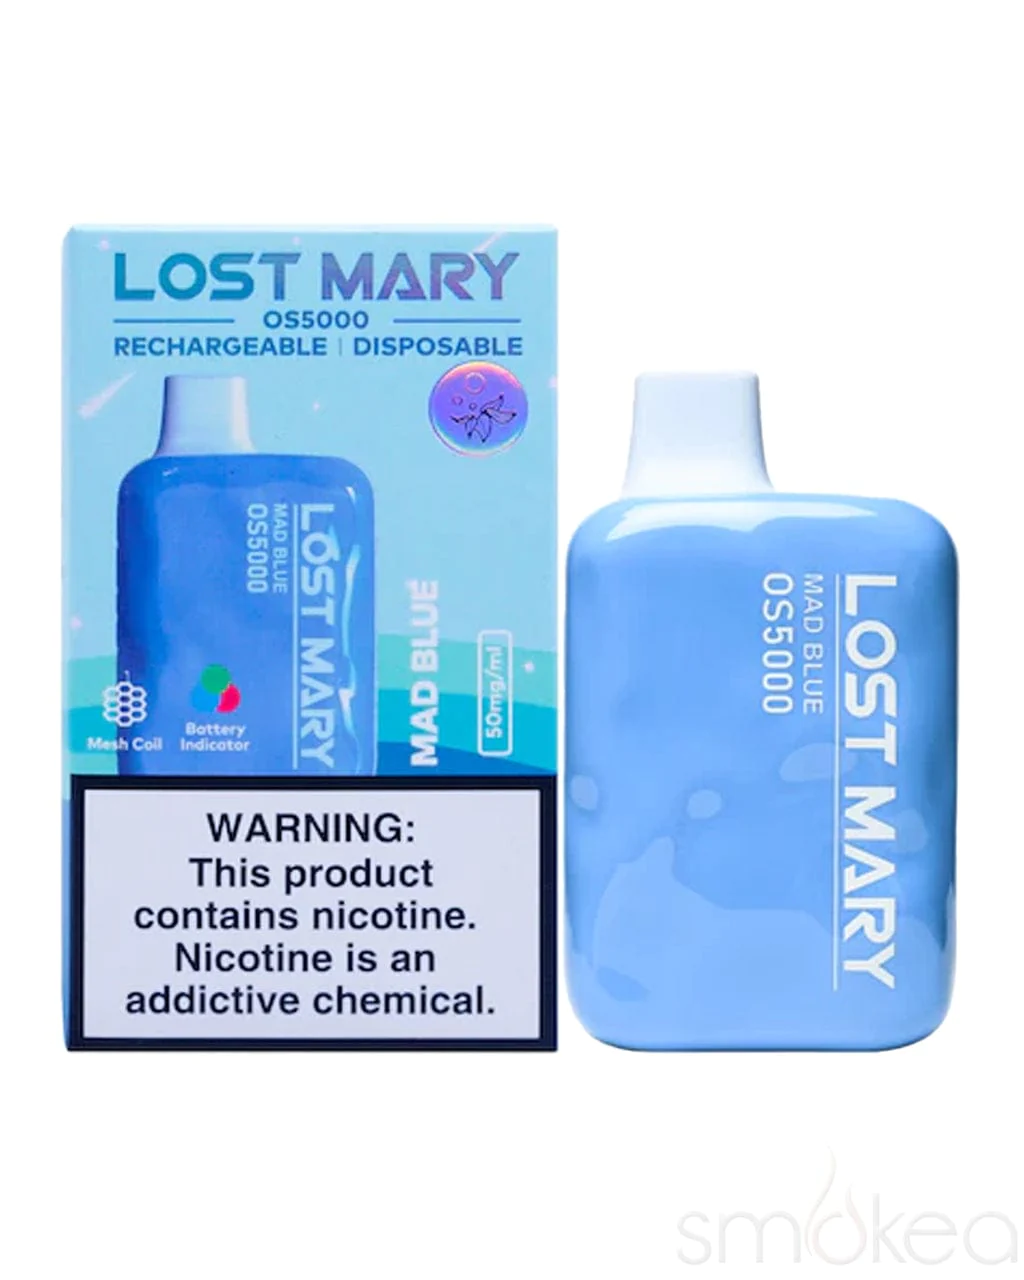 LOST MARY
OS5000
RECHARGEABLE | DISPOSABLE
LOST MARY
MAD BLUE
OS5000
MAD BLUE
50mg/ml
Mesh Coil
Battery
Indicator
WARNING:
This product
contains nicotine.
Nicotine is an
addictive chemical.
LOST MARY
MAD BLUE
OS5000
smokea